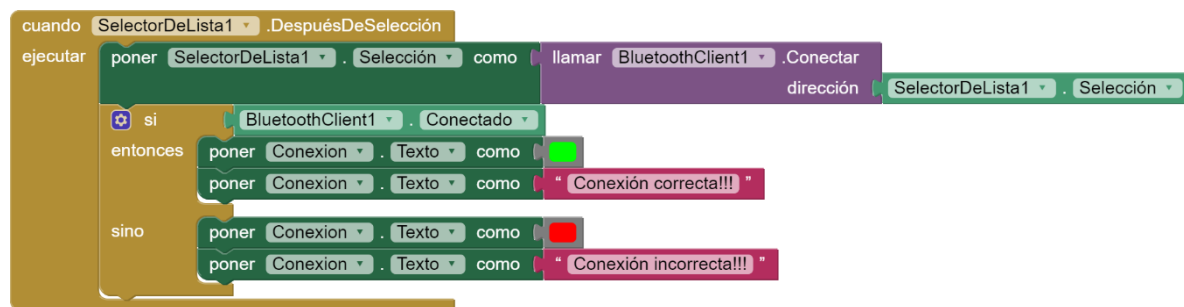 cuando SelectorDeLista1 .DespuésDeSelección
ejecutar poner SelectorDeLista1 . Selección como llamar BluetoothClient1 .Conectar
dirección SelectorDeLista1 . Selección
si BluetoothClient1 . Conectado
entonces poner Conexion . Texto como
poner Conexion . Texto como " Conexión correcta!!! "
sino poner Conexion . Texto como
poner Conexion . Texto como " Conexión incorrecta!!! "